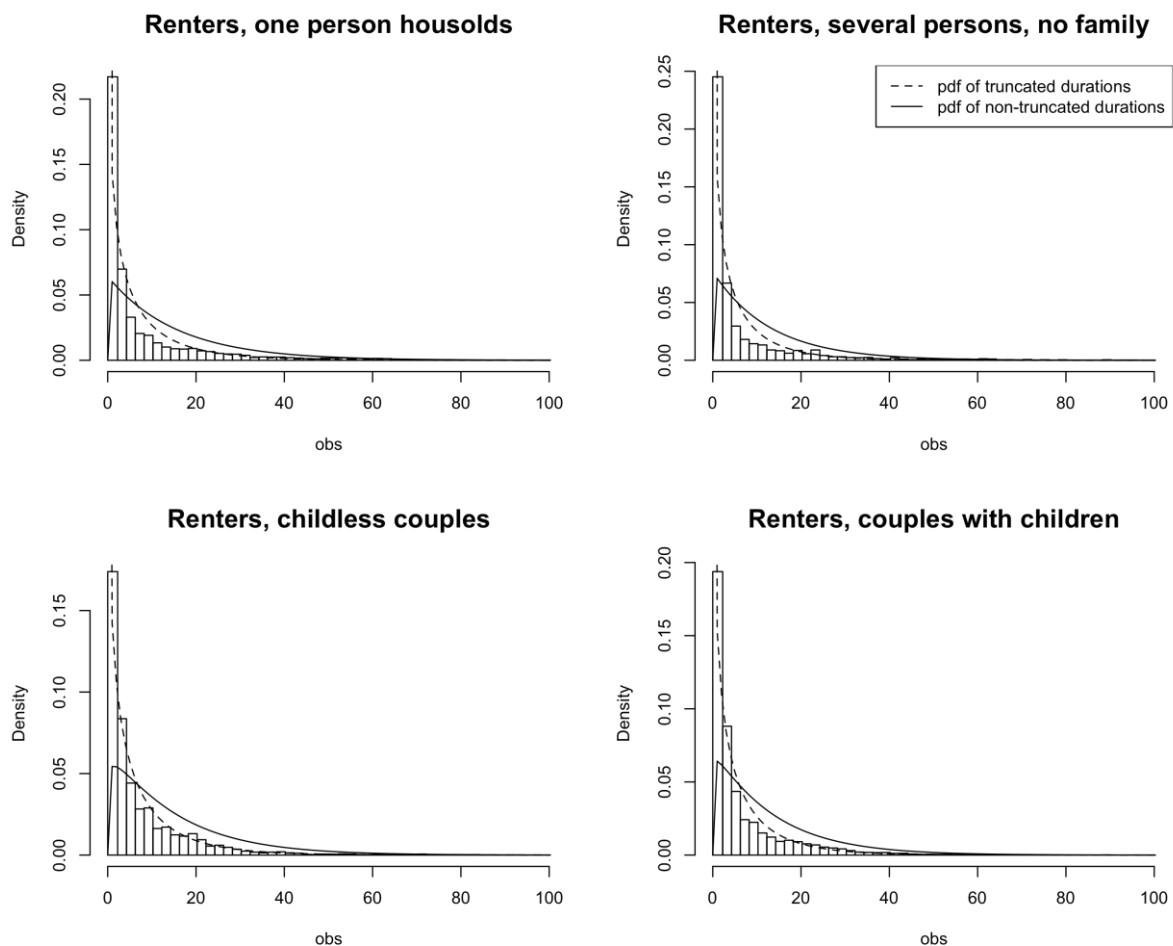 Renters, one person housolds
Density
0.00 0.05 0.10 0.15 0.20
0 20 40 60 80 100
obs
Renters, several persons, no family
pdf of truncated durations
pdf of non-truncated durations
Density
0.00 0.05 0.10 0.15 0.20 0.25
0 20 40 60 80 100
obs
Renters, childless couples
Density
0.00 0.05 0.10 0.15
0 20 40 60 80 100
obs
Renters, couples with children
Density
0.00 0.05 0.10 0.15 0.20
0 20 40 60 80 100
obs